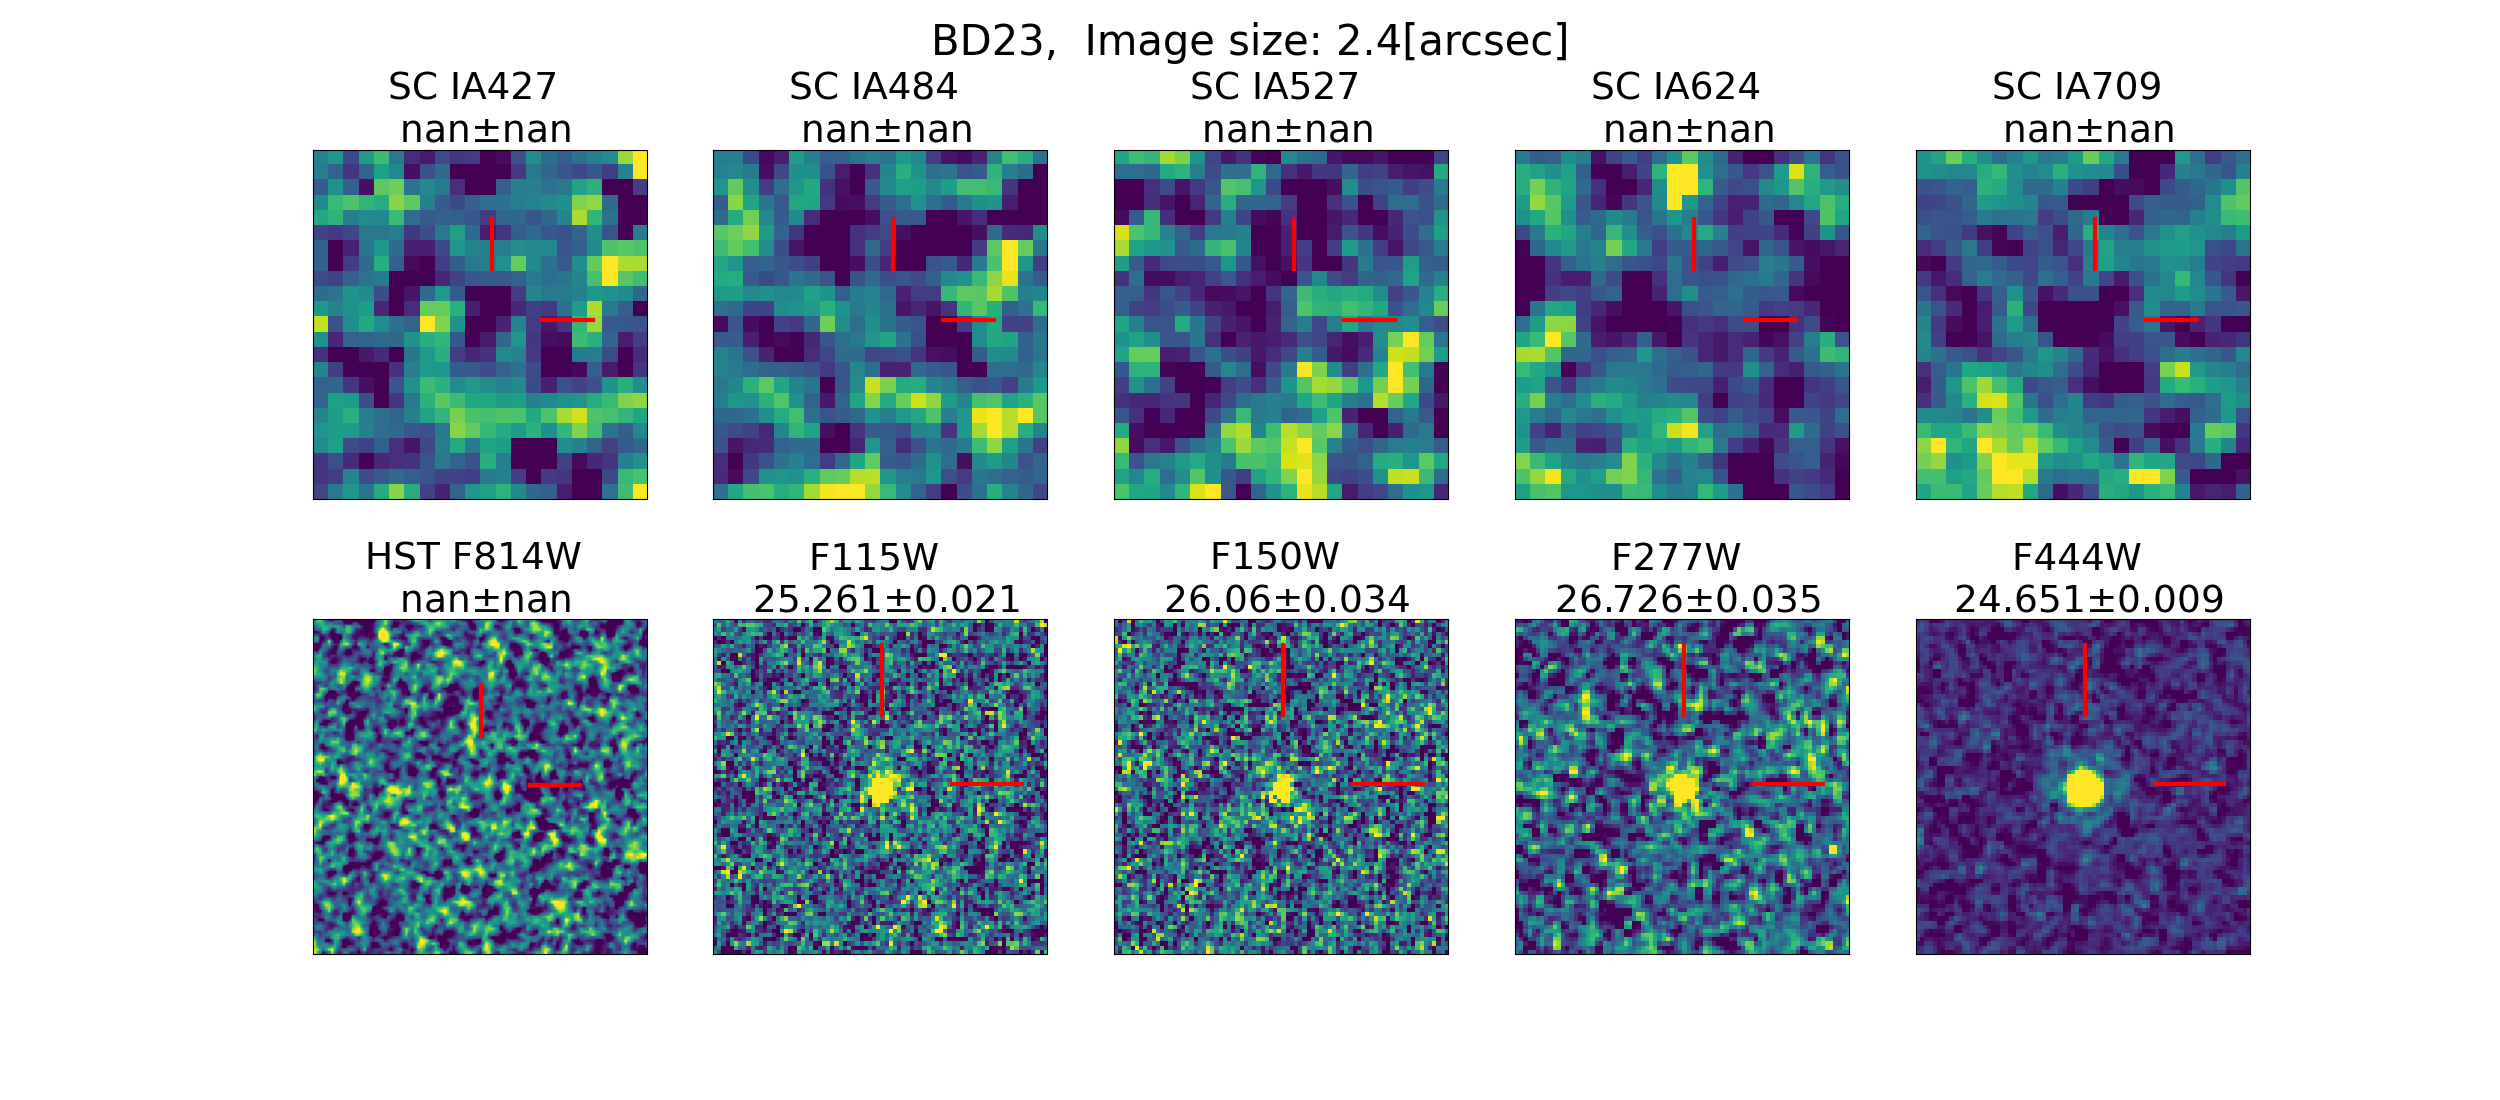 BD23, Image size: 2.4[arcsec]
SC IA427
nan±nan
SC IA484
nan±nan
SC IA527
nan±nan
SC IA624
nan±nan
SC IA709
nan±nan
HST F814W
nan±nan
F115W
25.261±0.021
F150W
26.06±0.034
F277W
26.726±0.035
F444W
24.651±0.009